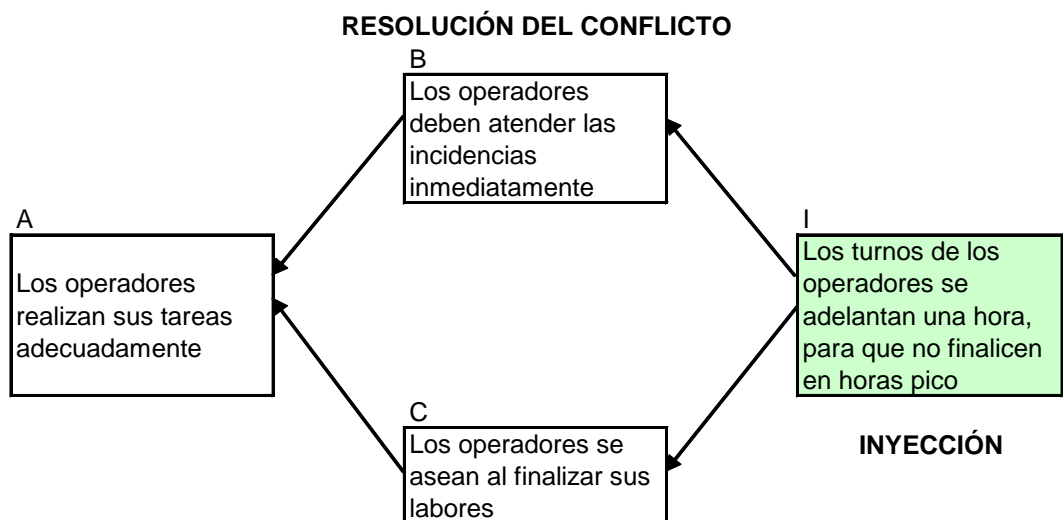 RESOLUCIÓN DEL CONFLICTO
B
Los operadores
deben atender las
incidencias
inmediatamente
A
Los operadores
realizan sus tareas
adecuadamente
I
Los turnos de los
operadores se
adelantan una hora,
para que no finalicen
en horas pico
C
Los operadores se
asean al finalizar sus
labores
INYECCIÓN